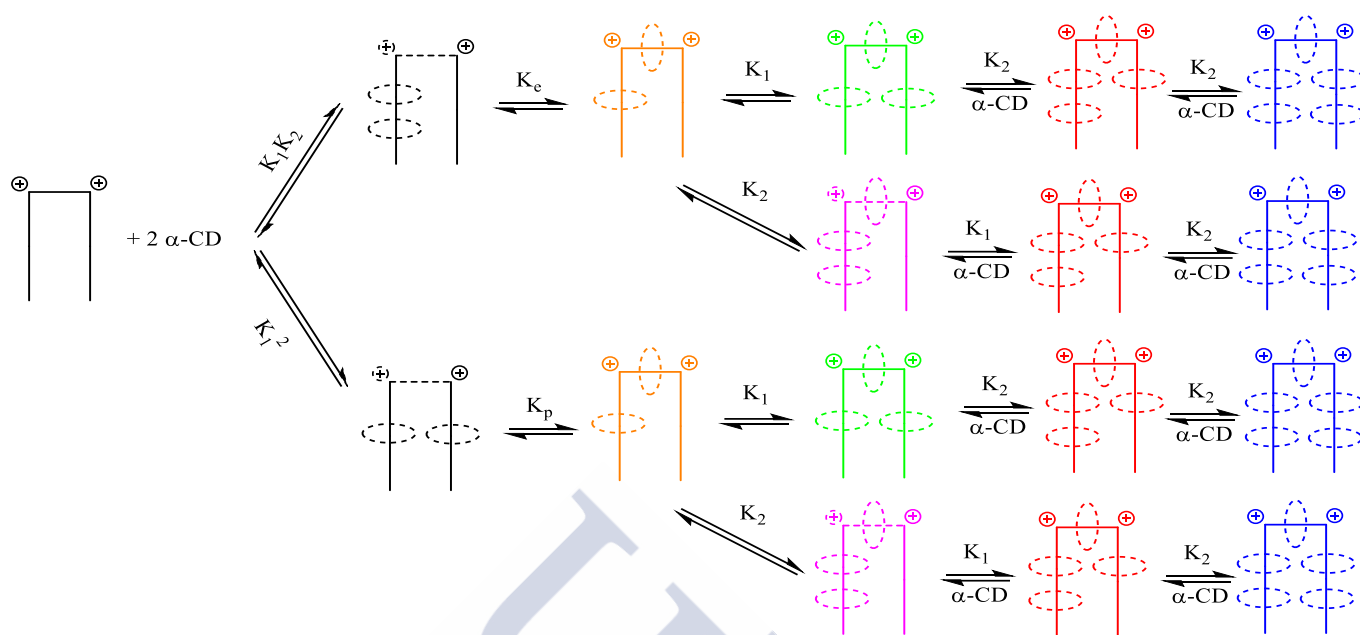 K₂
K₂
K₁
Kₑ
α-CD
α-CD
K₁K₂
K₂
K₁
K₂
+ 2 α-CD
α-CD
α-CD
K₁²
K₂
K₂
K₁
Kₚ
α-CD
α-CD
K₂
K₁
K₂
α-CD
α-CD